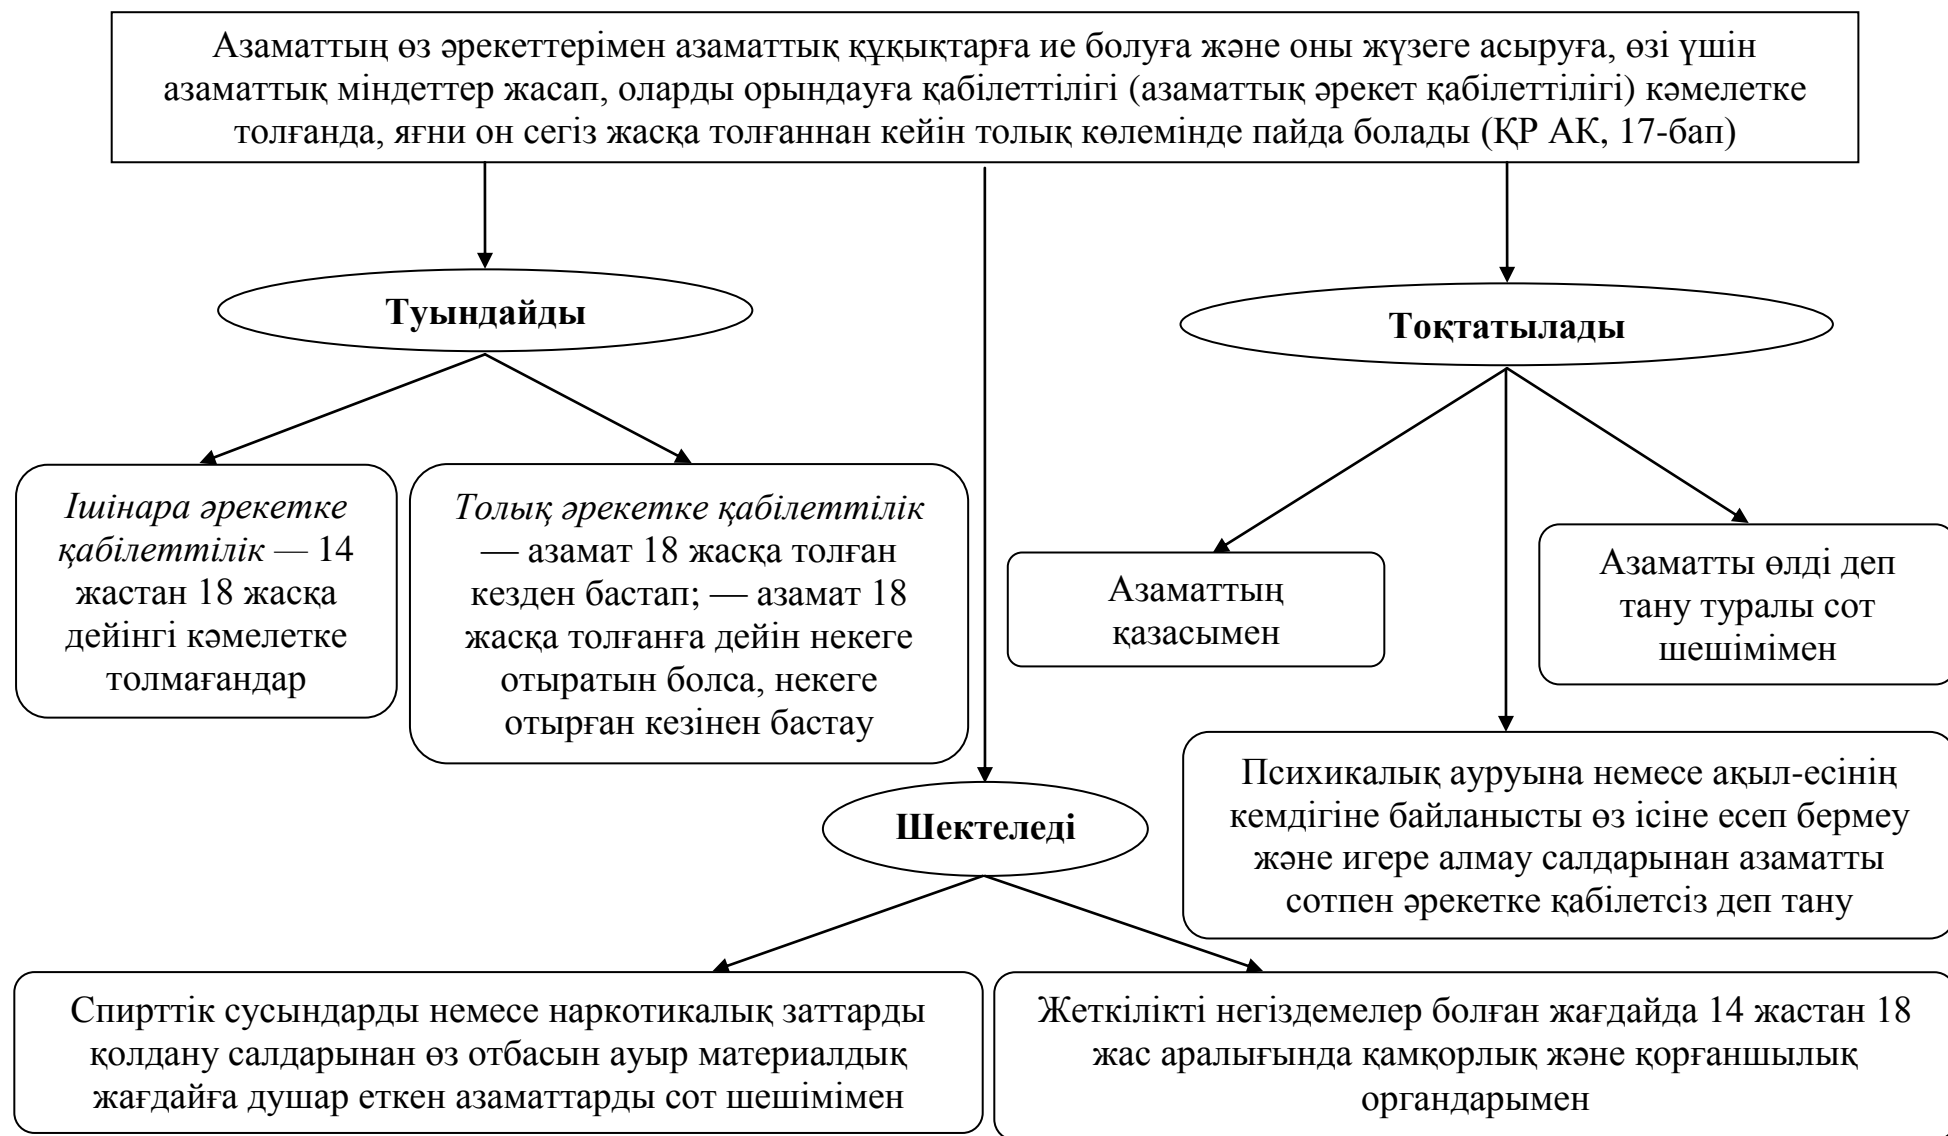 Азаматтың өз әрекеттерімен азаматтық құқықтарға ие болуға және оны жүзеге асыруға, өзі үшін
азаматтық міндеттер жасап, оларды орындауға қабілеттілігі (азаматтық әрекет қабілеттілігі) кәмелетке
толғанда, яғни он сегіз жасқа толғаннан кейін толық көлемінде пайда болады (ҚР АК, 17-бап)
Туындайды
Тоқтатылады
Ішінара әрекетке
қабілеттілік — 14
жастан 18 жасқа
дейінгі кәмелетке
толмағандар
Толық әрекетке қабілеттілік
— азамат 18 жасқа толған
кезден бастап; — азамат 18
жасқа толғанға дейін некеге
отыратын болса, некеге
отырған кезінен бастау
Азаматтың
қазасымен
Азаматты өлді деп
тану туралы сот
шешімімен
Психикалық ауруына немесе ақыл-есінің
кемдігіне байланысты өз ісіне есеп бермеу
және игере алмау салдарынан азаматты
сотпен әрекетке қабілетсіз деп тану
Шектеледі
Спирттік сусындарды немесе наркотикалық заттарды
қолдану салдарынан өз отбасын ауыр материалдық
жағдайға душар еткен азаматтарды сот шешімімен
Жеткілікті негіздемелер болған жағдайда 14 жастан 18
жас аралығында қамқорлық және қорғаншылық
органдарымен